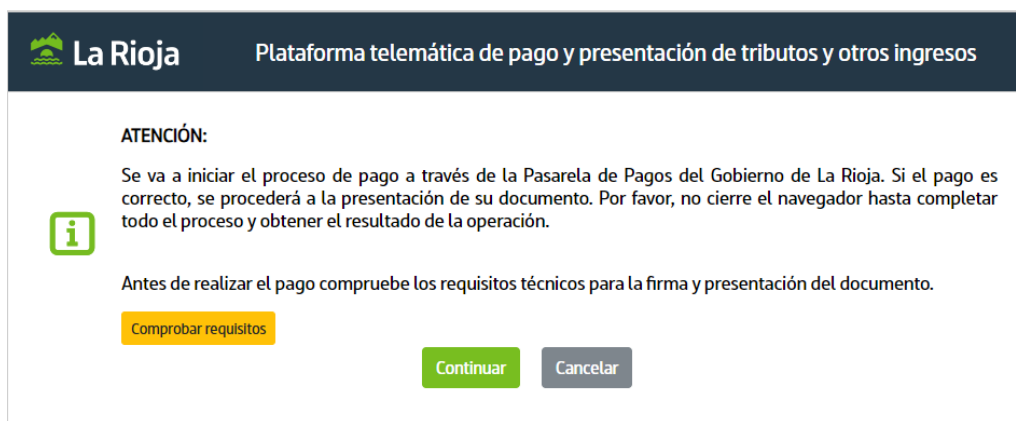 La Rioja
Plataforma telemática de pago y presentación de tributos y otros ingresos
ATENCIÓN:
Se va a iniciar el proceso de pago a través de la Pasarela de Pagos del Gobierno de La Rioja. Si el pago es
correcto, se procederá a la presentación de su documento. Por favor, no cierre el navegador hasta completar
todo el proceso y obtener el resultado de la operación.
Antes de realizar el pago compruebe los requisitos técnicos para la firma y presentación del documento.
Comprobar requisitos
Continuar
Cancelar